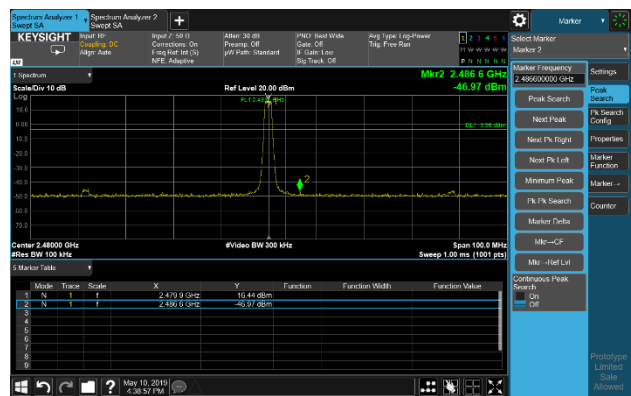 Spectrum Analyzer 1
Swept SA
Spectrum Analyzer 2
Swept SA
+
Marker
KEYSIGHT
Input: RF
Coupling: DC
Align: Auto
Input Z: 50 Ω
Corrections: On
Freq Ref: Int (S)
NFE: Adaptive
Atten: 30 dB
Preamp: Off
µW Path: Standard
PNO: Best Wide
Gate: Off
IF Gain: Low
Sig Track: Off
Avg Type: Log-Power
Trig: Free Run
1 2 3 4 5 6
M W W W W W
P N N N N N
Select Marker
Marker 2
1 Spectrum
Mkr2 2.486 6 GHz
-46.97 dBm
Scale/Div 10 dB
Ref Level 20.00 dBm
Log
10.0
0.00
-10.0
-20.0
-30.0
-40.0
-50.0
-60.0
-70.0
2
Center 2.48000 GHz
#Res BW 100 kHz
#Video BW 300 kHz
Span 100.0 MHz
Sweep 1.00 ms (1001 pts)
5 Marker Table
Mode Trace Scale X Y Function Function Width Function Value
1 N 1 f 2.479 9 GHz 16.44 dBm
2 N 1 f 2.486 6 GHz -46.97 dBm
3
4
5
6
7
8
9
Marker Frequency
2.486600000 GHz
Peak Search
Next Peak
Next Pk Right
Next Pk Left
Minimum Peak
Pk-Pk Search
Marker Delta
Mkr→CF
Mkr→Ref Lvl
Continuous Peak
Search
On
Off
Settings
Peak
Search
Pk Search
Config
Properties
Marker
Function
Marker→
Counter
Prototype
Limited
Sale
Allowed
?
May 10, 2019
4:38:57 PM